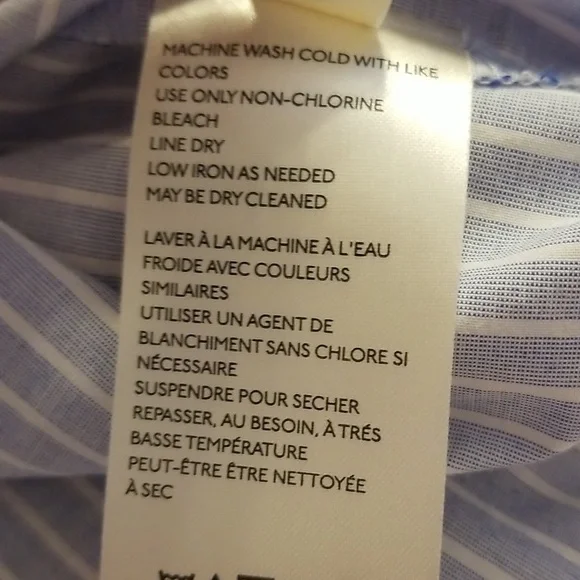 MACHINE WASH COLD WITH LIKE
COLORS
USE ONLY NON-CHLORINE
BLEACH
LINE DRY
LOW IRON AS NEEDED
MAY BE DRY CLEANED
LAVER À LA MACHINE À L'EAU
FROIDE AVEC COULEURS
SIMILAIRES
UTILISER UN AGENT DE
BLANCHIMENT SANS CHLORE SI
NÉCESSAIRE
SUSPENDRE POUR SECHER
REPASSER, AU BESOIN, À TRÉS
BASSE TEMPÉRATURE
PEUT-ÊTRE ÊTRE NETTOYÉE
À SEC